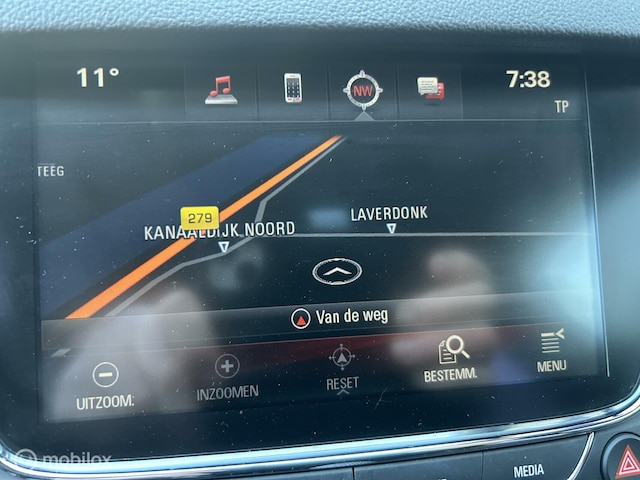 11°
NW
7:38
TP
TEEG
279
KANAALDIJK NOORD
LAVERDONK
Van de weg
UITZOOM.
INZOOMEN
RESET
BESTEMM.
MENU
MEDIA
mobilox